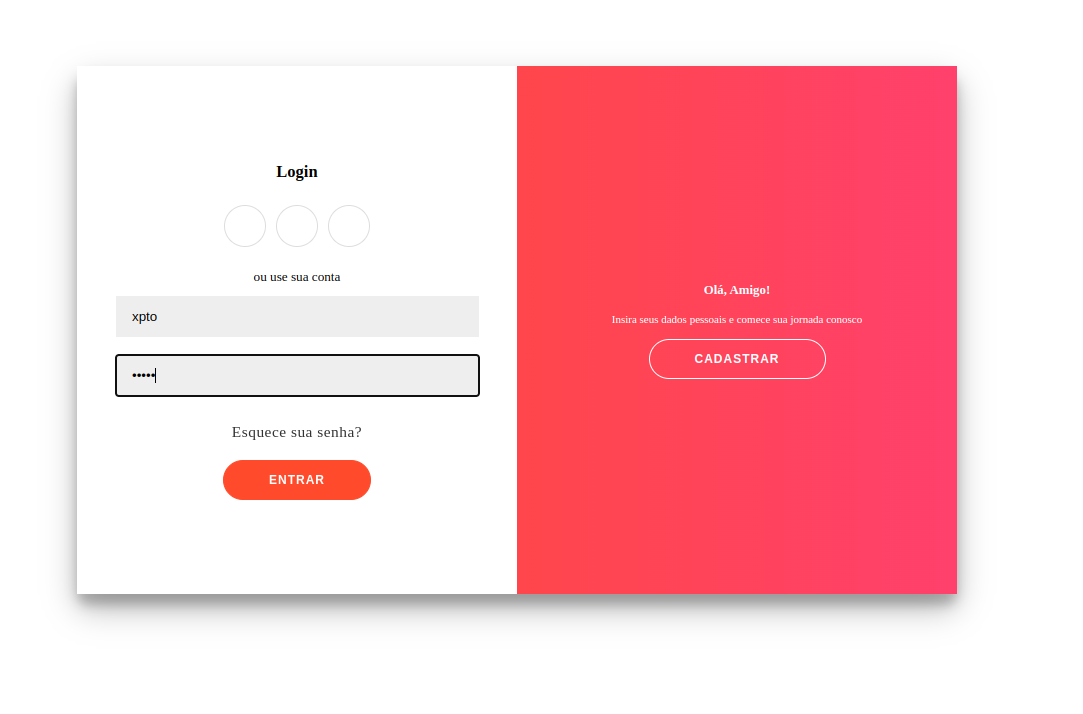 Login
ou use sua conta
xpto
•••••
Esquece sua senha?
ENTRAR
Olá, Amigo!
Insira seus dados pessoais e comece sua jornada conosco
CADASTRAR